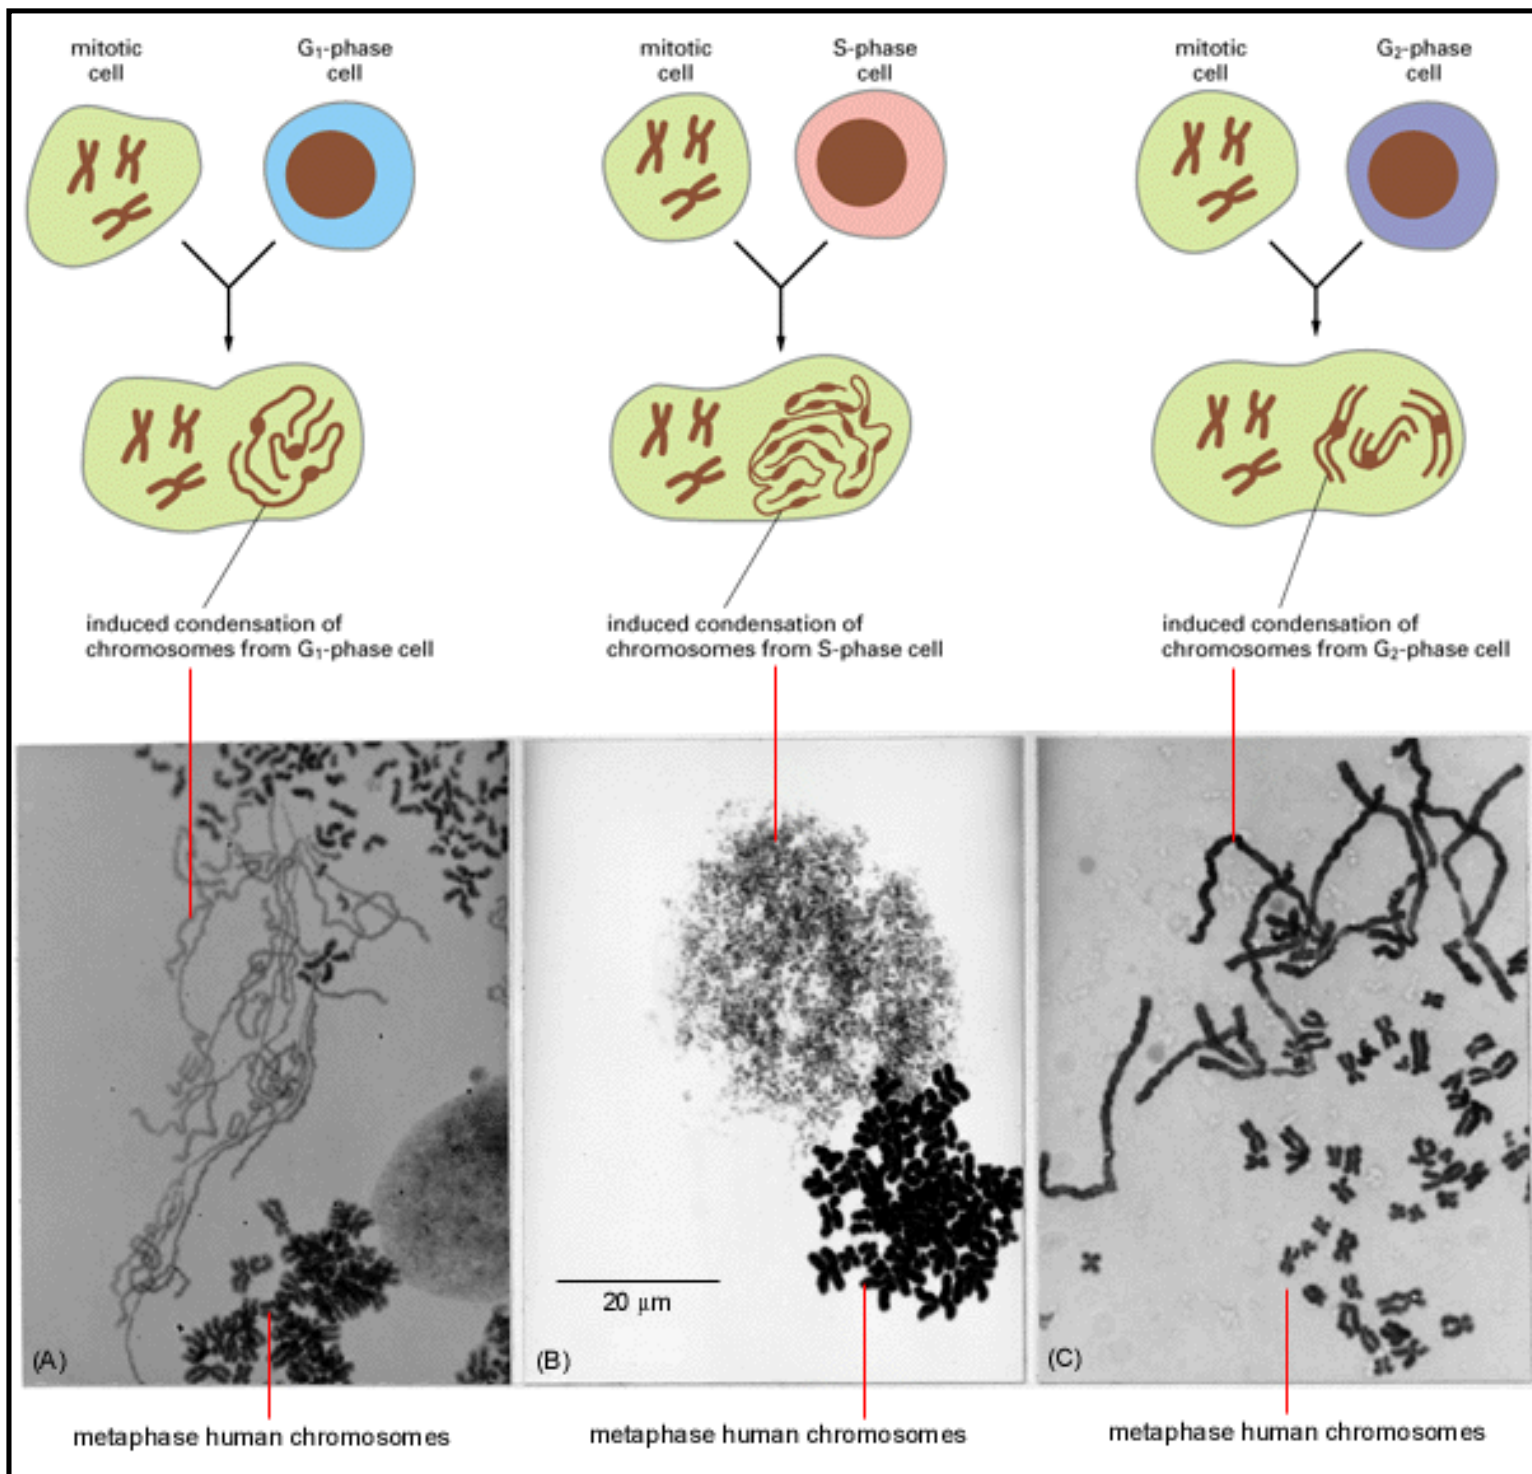 mitotic
cell
G₁-phase
cell
mitotic
cell
S-phase
cell
mitotic
cell
G₂-phase
cell
induced condensation of
chromosomes from G₁-phase cell
induced condensation of
chromosomes from S-phase cell
induced condensation of
chromosomes from G₂-phase cell
(A)
20 µm
(B)
(C)
metaphase human chromosomes
metaphase human chromosomes
metaphase human chromosomes